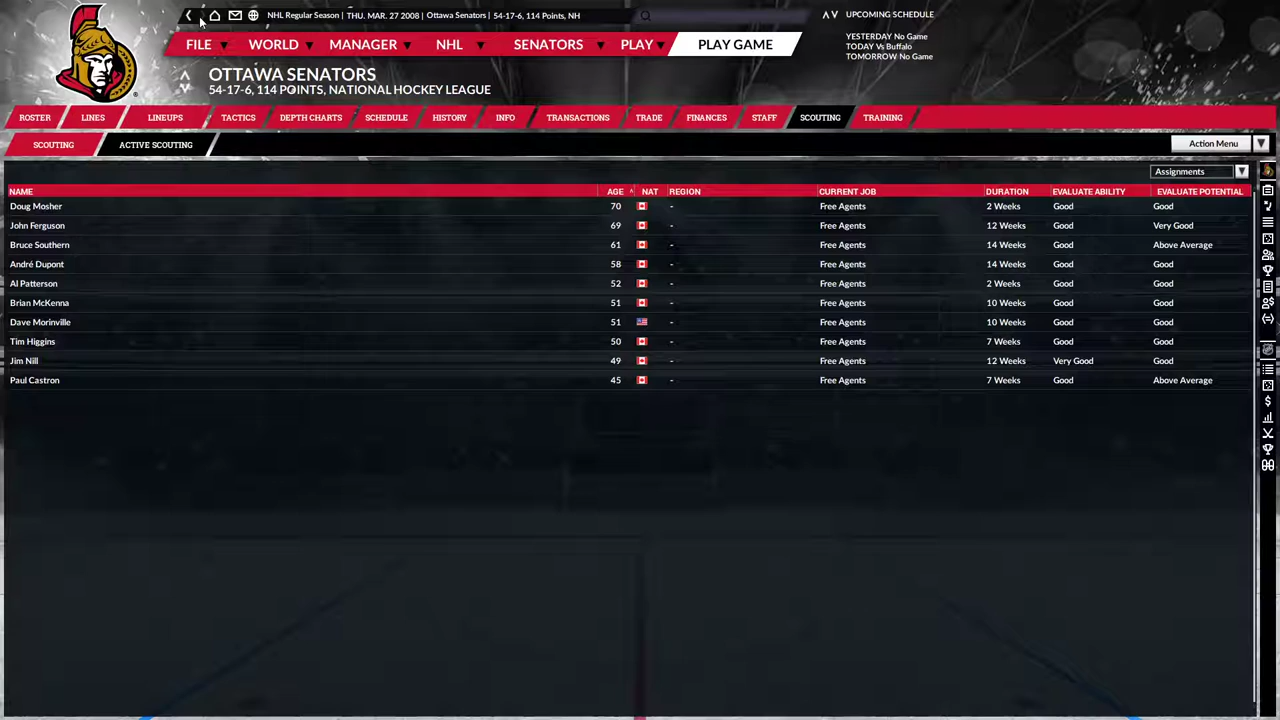 NHL Regular Season | THU. MAR. 27 2008 | Ottawa Senators | 54-17-6, 114 Points, NH
UPCOMING SCHEDULE
YESTERDAY No Game
TODAY Vs Buffalo
TOMORROW No Game
FILE WORLD MANAGER NHL SENATORS PLAY PLAY GAME
OTTAWA SENATORS
54-17-6, 114 POINTS, NATIONAL HOCKEY LEAGUE
ROSTER LINES LINEUPS TACTICS DEPTH CHARTS SCHEDULE HISTORY INFO TRANSACTIONS TRADE FINANCES STAFF SCOUTING TRAINING
SCOUTING ACTIVE SCOUTING Action Menu
Assignments
NAME AGE NAT REGION CURRENT JOB DURATION EVALUATE ABILITY EVALUATE POTENTIAL
Doug Mosher 70 - Free Agents 2 Weeks Good Good
John Ferguson 69 - Free Agents 12 Weeks Good Very Good
Bruce Southern 61 - Free Agents 14 Weeks Good Above Average
André Dupont 58 - Free Agents 14 Weeks Good Good
Al Patterson 52 - Free Agents 2 Weeks Good Good
Brian McKenna 51 - Free Agents 10 Weeks Good Good
Dave Morinville 51 - Free Agents 10 Weeks Good Good
Tim Higgins 50 - Free Agents 7 Weeks Good Good
Jim Nill 49 - Free Agents 12 Weeks Very Good Good
Paul Castron 45 - Free Agents 7 Weeks Good Above Average